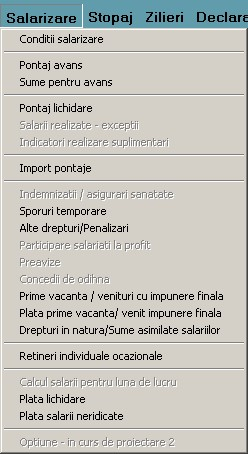 Salarizare Stopaj Zilieri Declara
Conditii salarizare
Pontaj avans
Sume pentru avans
Pontaj lichidare
Salarii realizate - exceptii
Indicatori realizare suplimentari
Import pontaje
Indemnizatii / asigurari sanatate
Sporuri temporare
Alte drepturi/Penalizari
Participare salariati la profit
Preavize
Concedii de odihna
Prime vacanta / venituri cu impunere finala
Plata prime vacanta/ venit impunere finala
Drepturi in natura/Sume asimilate salariilor
Retineri individuale ocazionale
Calcul salarii pentru luna de lucru
Plata lichidare
Plata salarii neridicate
Optiune - in curs de proiectare 2